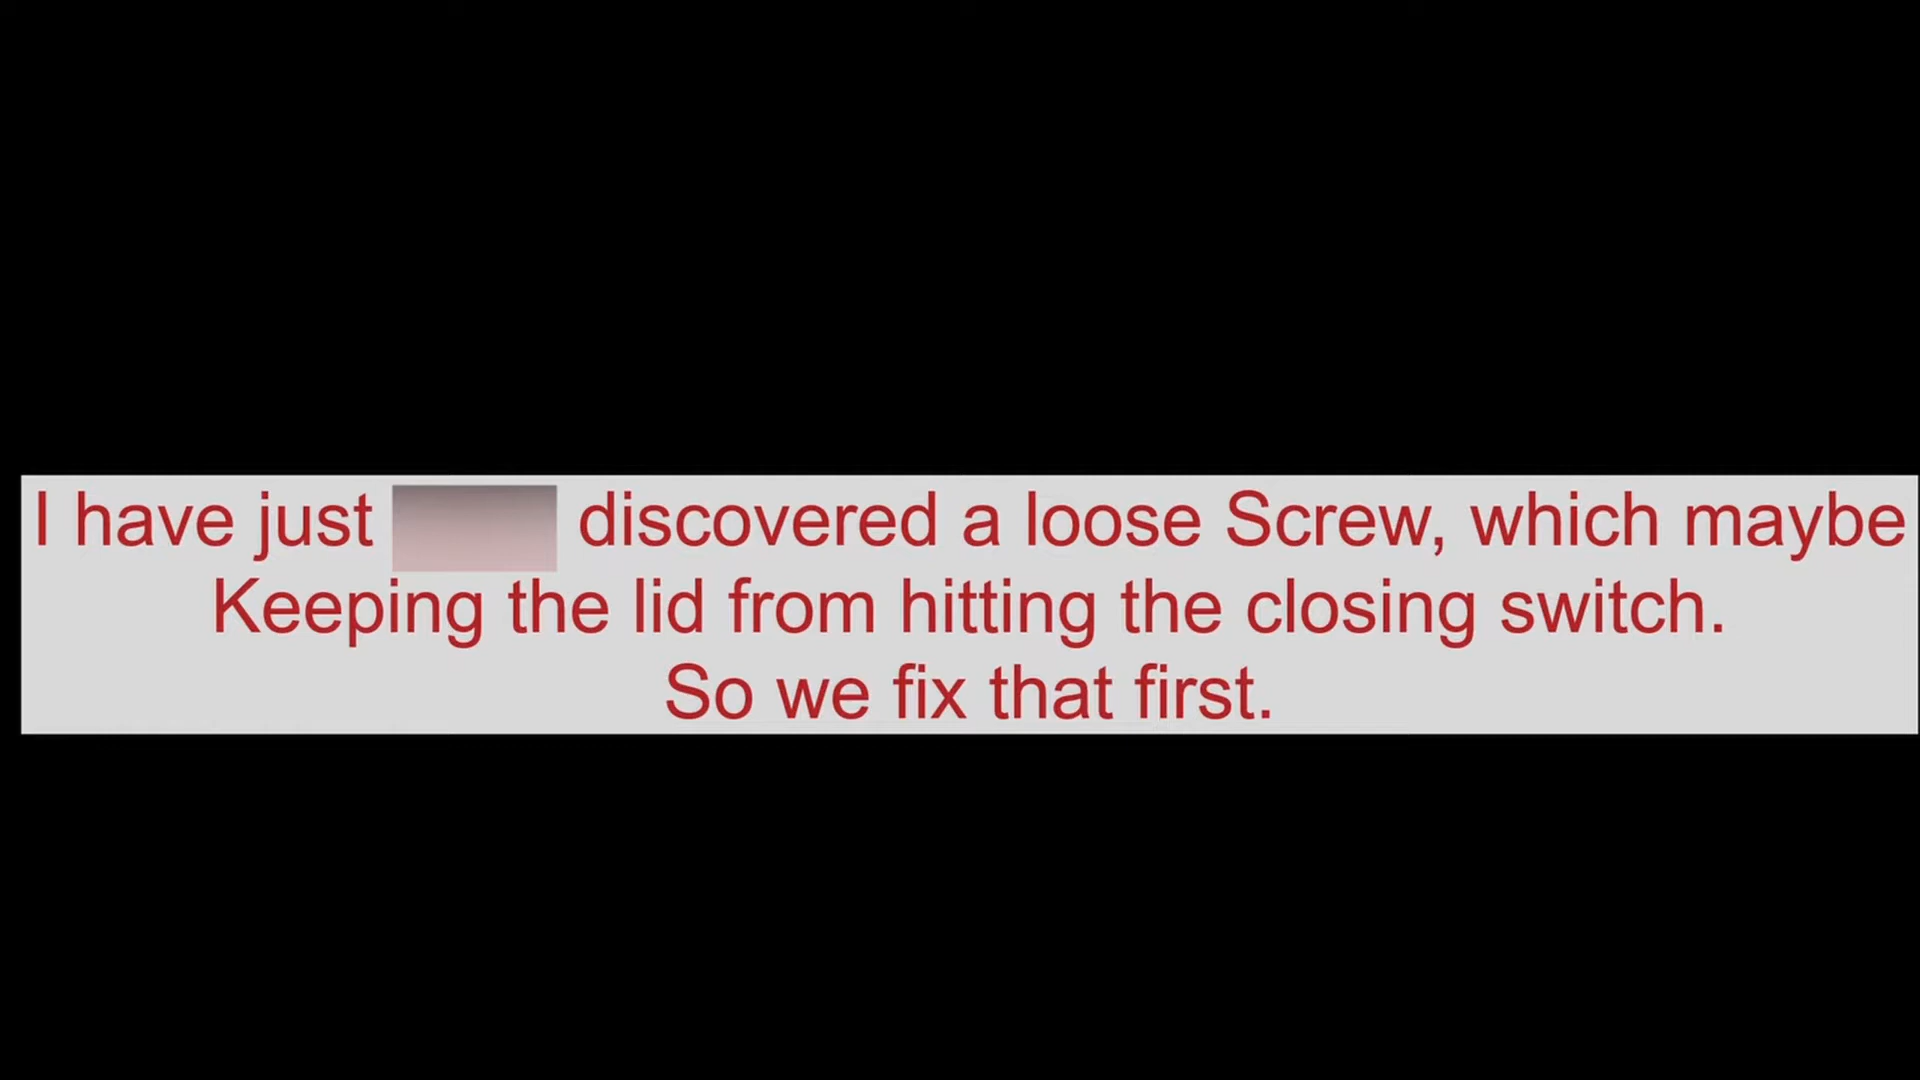 I have just discovered a loose Screw, which maybe
Keeping the lid from hitting the closing switch.
So we fix that first.